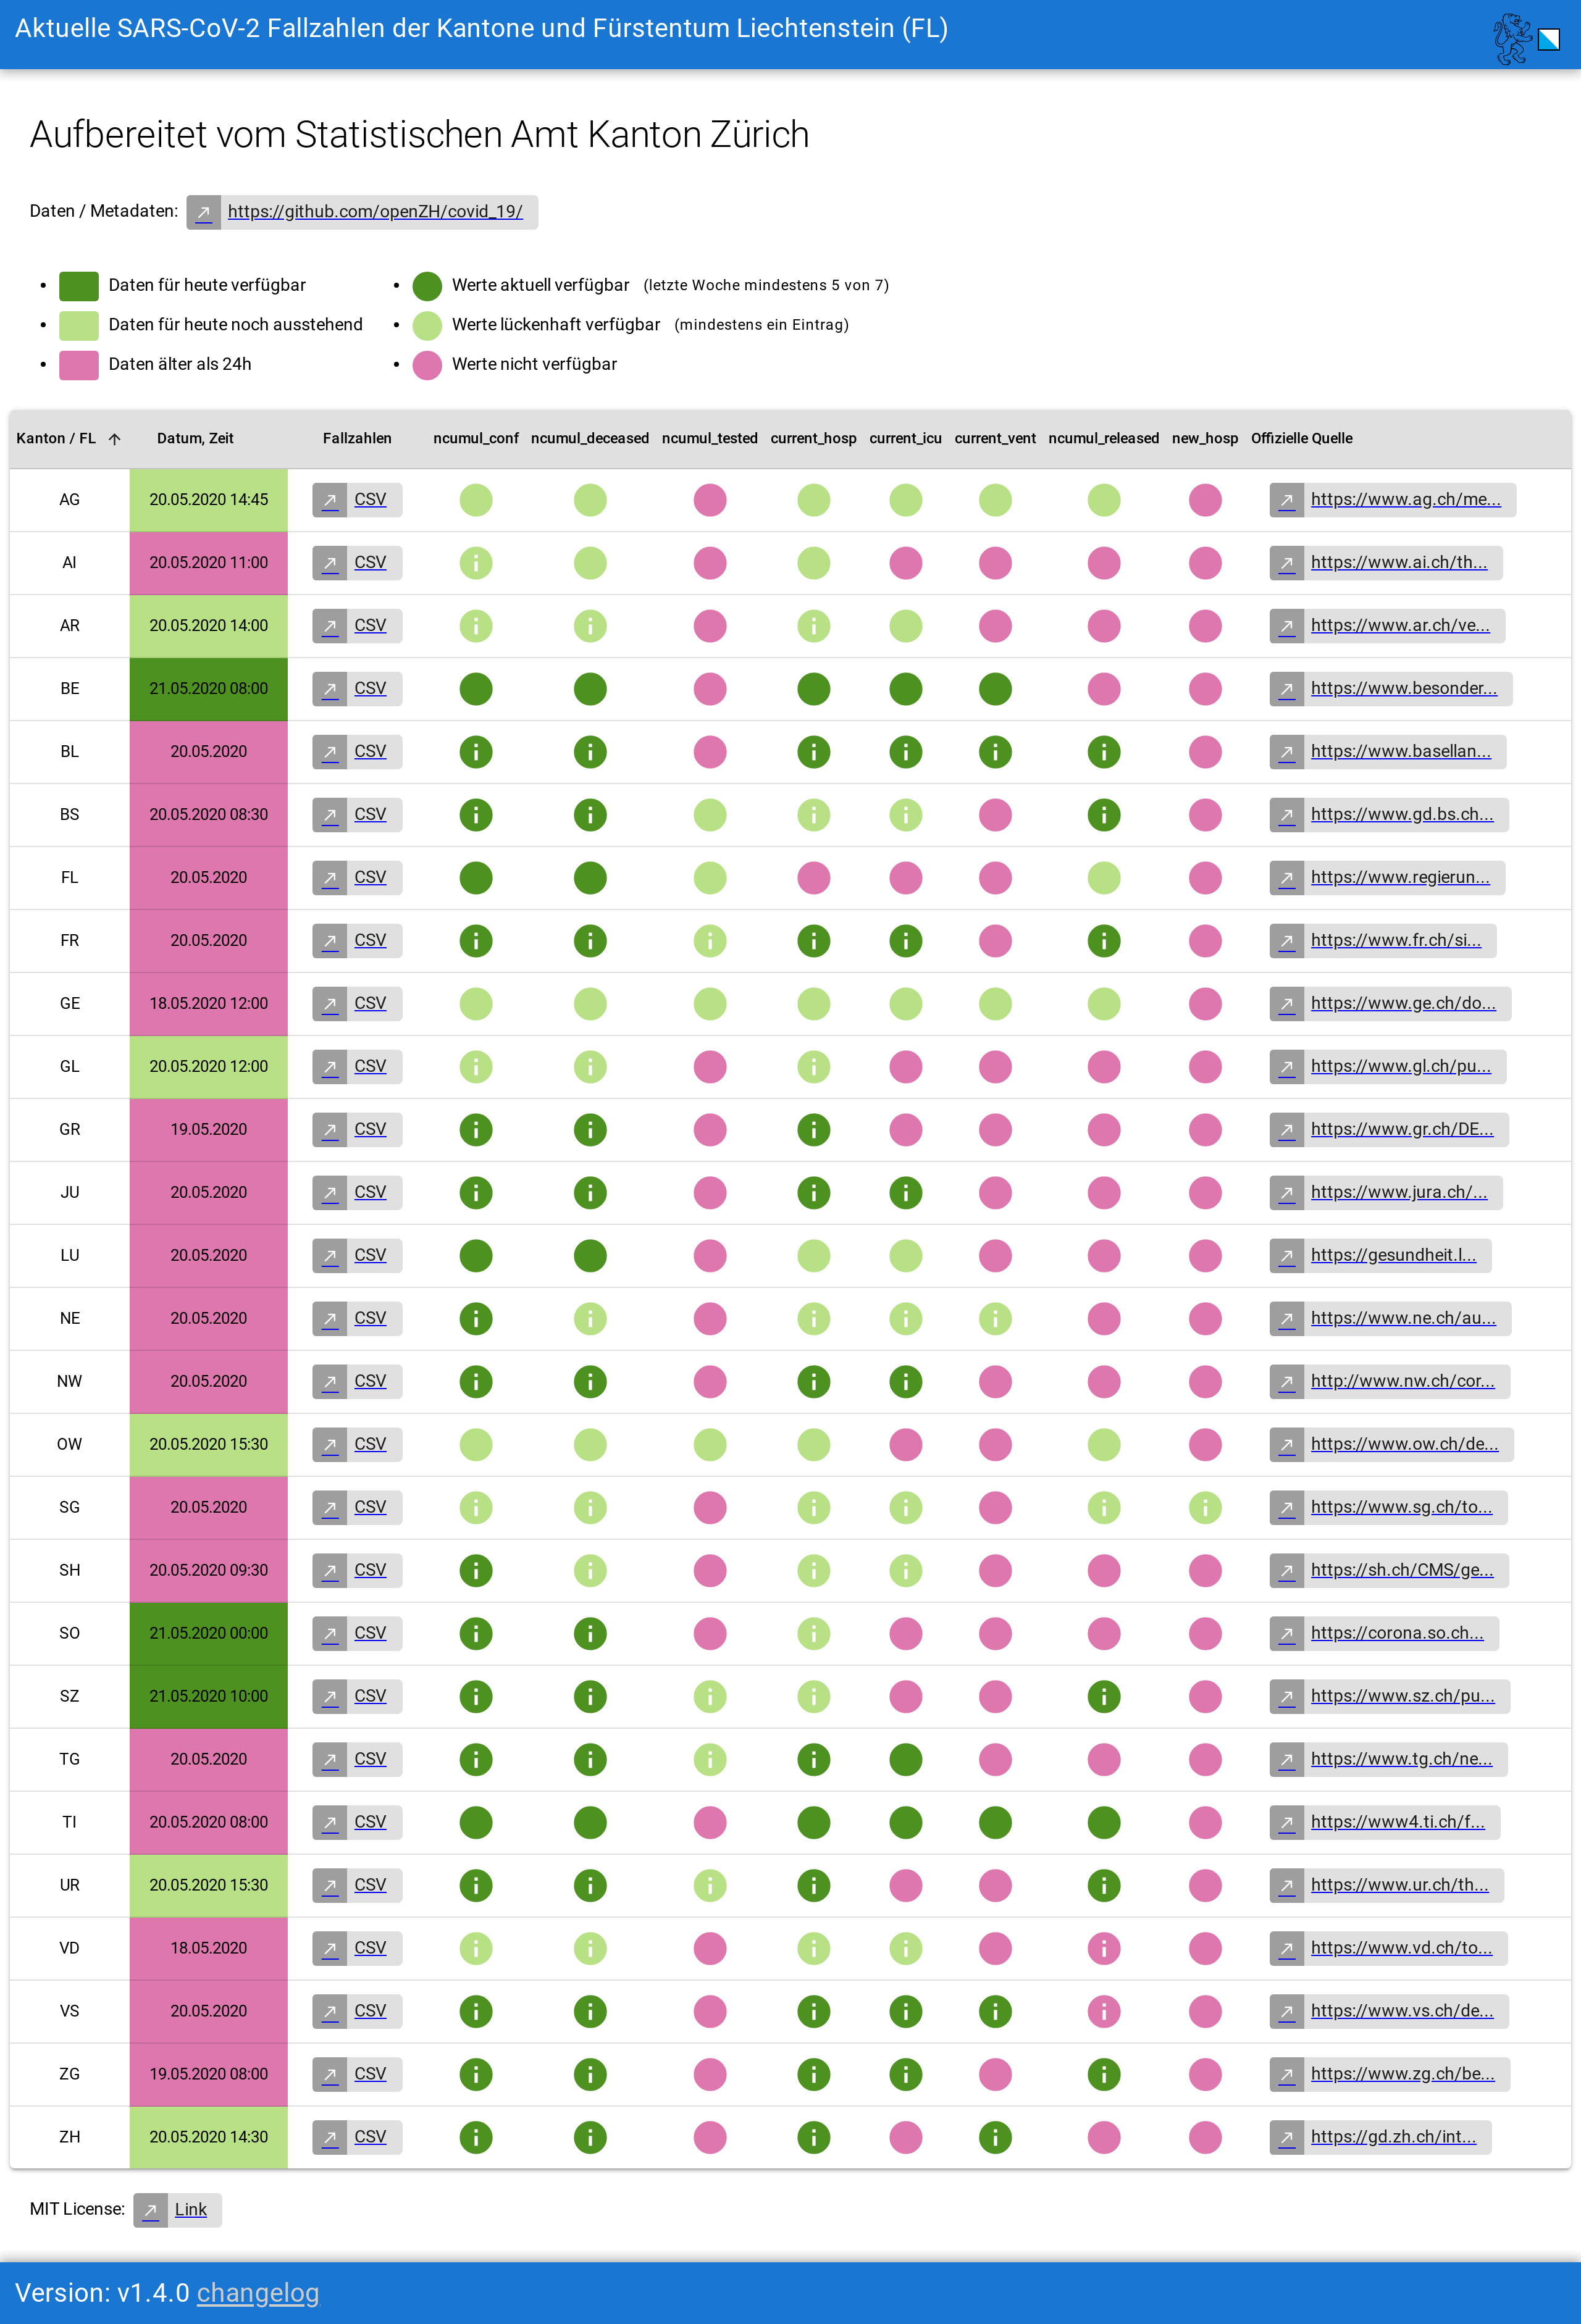 Aktuelle SARS-CoV-2 Fallzahlen der Kantone und Fürstentum Liechtenstein (FL)
Aufbereitet vom Statistischen Amt Kanton Zürich
Daten / Metadaten: https://github.com/openZH/covid_19/
Daten für heute verfügbar
Daten für heute noch ausstehend
Daten älter als 24h
Werte aktuell verfügbar (letzte Woche mindestens 5 von 7)
Werte lückenhaft verfügbar (mindestens ein Eintrag)
Werte nicht verfügbar
Kanton / FL Datum, Zeit Fallzahlen ncumul_conf ncumul_deceased ncumul_tested current_hosp current_icu current_vent ncumul_released new_hosp Offizielle Quelle
AG 20.05.2020 14:45 CSV https://www.ag.ch/me...
AI 20.05.2020 11:00 CSV i https://www.ai.ch/th...
AR 20.05.2020 14:00 CSV i i i https://www.ar.ch/ve...
BE 21.05.2020 08:00 CSV https://www.besonder...
BL 20.05.2020 CSV i i i i i i https://www.basellan...
BS 20.05.2020 08:30 CSV i i i i i https://www.gd.bs.ch...
FL 20.05.2020 CSV https://www.regierun...
FR 20.05.2020 CSV i i i i i i https://www.fr.ch/si...
GE 18.05.2020 12:00 CSV https://www.ge.ch/do...
GL 20.05.2020 12:00 CSV i i i https://www.gl.ch/pu...
GR 19.05.2020 CSV i i i https://www.gr.ch/DE...
JU 20.05.2020 CSV i i i i https://www.jura.ch/...
LU 20.05.2020 CSV https://gesundheit.l...
NE 20.05.2020 CSV i i i i i https://www.ne.ch/au...
NW 20.05.2020 CSV i i i i http://www.nw.ch/cor...
OW 20.05.2020 15:30 CSV https://www.ow.ch/de...
SG 20.05.2020 CSV i i i i i i https://www.sg.ch/to...
SH 20.05.2020 09:30 CSV i i i i https://sh.ch/CMS/ge...
SO 21.05.2020 00:00 CSV i i i https://corona.so.ch...
SZ 21.05.2020 10:00 CSV i i i i i https://www.sz.ch/pu...
TG 20.05.2020 CSV i i i i https://www.tg.ch/ne...
TI 20.05.2020 08:00 CSV https://www4.ti.ch/f...
UR 20.05.2020 15:30 CSV i i i i i https://www.ur.ch/th...
VD 18.05.2020 CSV i i i i i https://www.vd.ch/to...
VS 20.05.2020 CSV i i i i i i https://www.vs.ch/de...
ZG 19.05.2020 08:00 CSV i i i i i https://www.zg.ch/be...
ZH 20.05.2020 14:30 CSV i i i i https://gd.zh.ch/int...
MIT License: Link
Version: v1.4.0 changelog